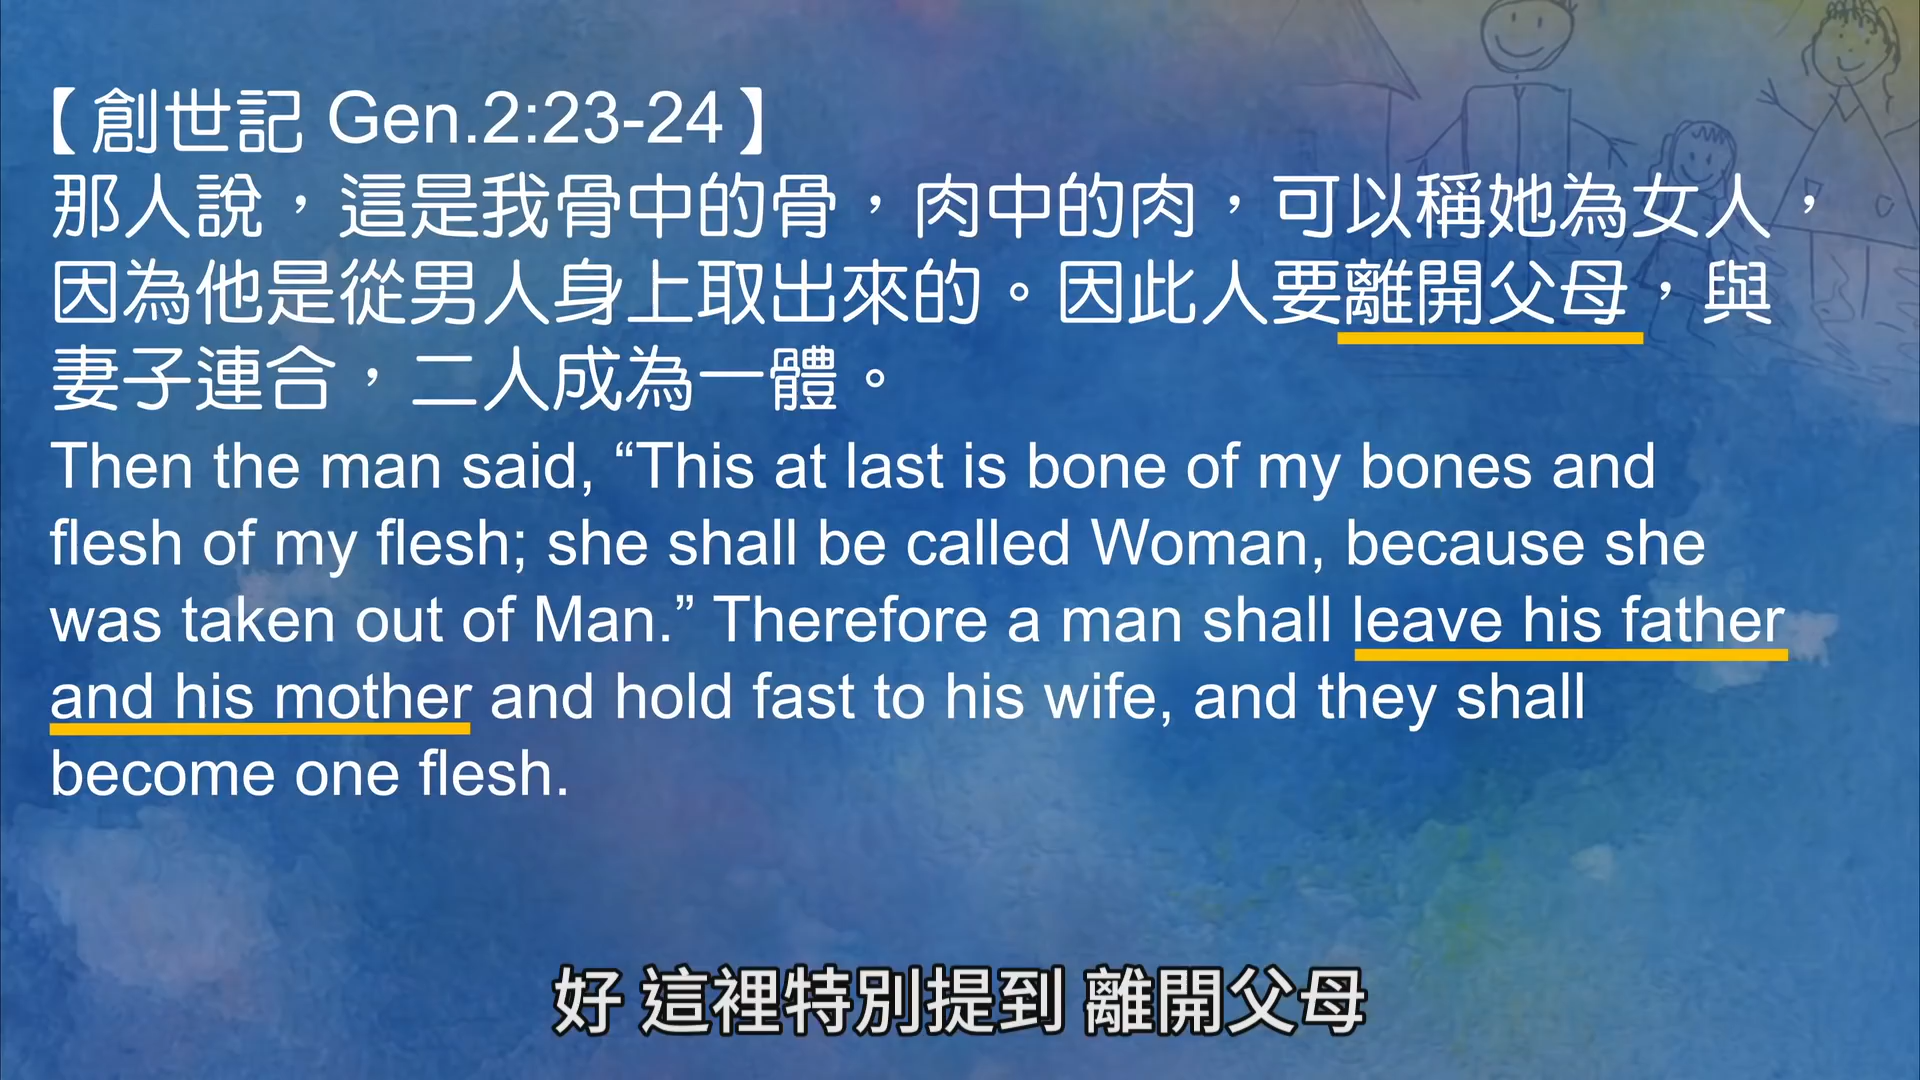 【創世記 Gen.2:23-24】
那人說，這是我骨中的骨，肉中的肉，可以稱她為女人，
因為他是從男人身上取出來的。因此人要離開父母，與
妻子連合，二人成為一體。
Then the man said, “This at last is bone of my bones and
flesh of my flesh; she shall be called Woman, because she
was taken out of Man.” Therefore a man shall leave his father
and his mother and hold fast to his wife, and they shall
become one flesh.
好 這裡特別提到 離開父母